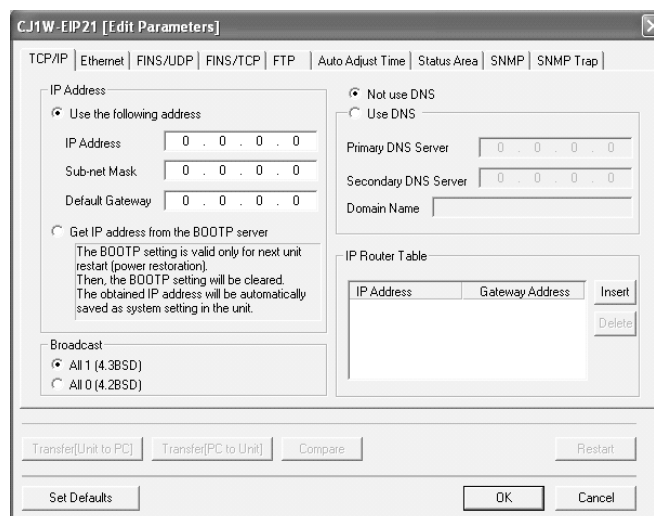 CJ1W-EIP21 [Edit Parameters]
TCP/IP Ethernet FINS/UDP FINS/TCP FTP Auto Adjust Time Status Area SNMP SNMP Trap
IP Address
Use the following address
IP Address 0 . 0 . 0 . 0
Sub-net Mask 0 . 0 . 0 . 0
Default Gateway 0 . 0 . 0 . 0
Get IP address from the BOOTP server
The BOOTP setting is valid only for next unit
restart (power restoration).
Then, the BOOTP setting will be cleared.
The obtained IP address will be automatically
saved as system setting in the unit.
Broadcast
All 1 (4.3BSD)
All 0 (4.2BSD)
Not use DNS
Use DNS
Primary DNS Server 0 . 0 . 0 . 0
Secondary DNS Server 0 . 0 . 0 . 0
Domain Name
IP Router Table
IP Address Gateway Address
Insert
Delete
Transfer[Unit to PC] Transfer[PC to Unit] Compare Restart
Set Defaults OK Cancel